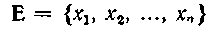 E = {x₁, x₂, ..., xₙ}